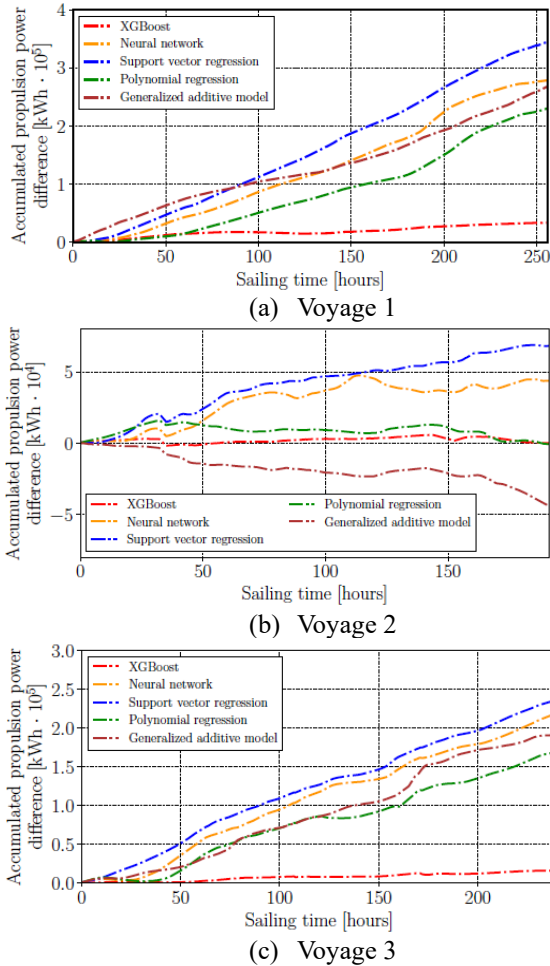 Accumulated propulsion power
difference [kWh · 10⁵]
4
3
2
1
0
XGBoost
Neural network
Support vector regression
Polynomial regression
Generalized additive model
0 50 100 150 200 250
Sailing time [hours]
(a) Voyage 1
Accumulated propulsion power
difference [kWh · 10⁴]
5
0
−5
XGBoost
Neural network
Support vector regression
Polynomial regression
Generalized additive model
0 50 100 150
Sailing time [hours]
(b) Voyage 2
Accumulated propulsion power
difference [kWh · 10⁵]
3.0
2.5
2.0
1.5
1.0
0.5
0.0
XGBoost
Neural network
Support vector regression
Polynomial regression
Generalized additive model
0 50 100 150 200
Sailing time [hours]
(c) Voyage 3